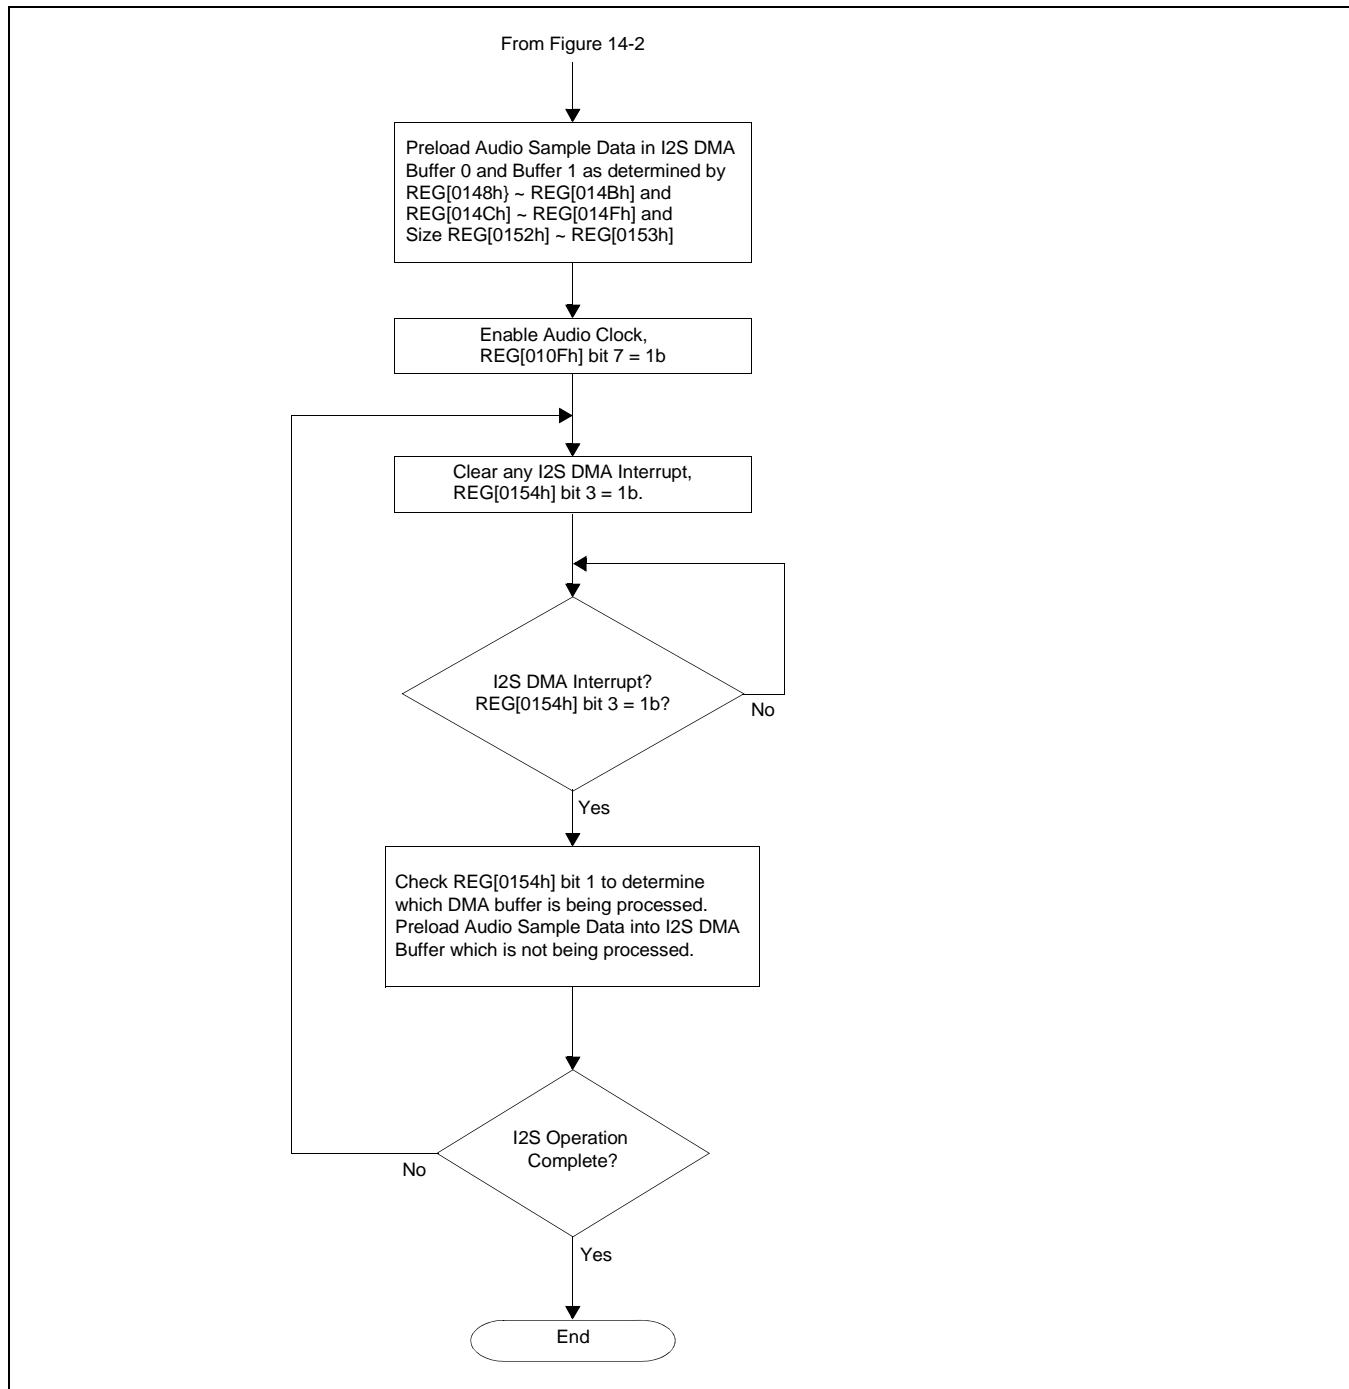 From Figure 14-2
Preload Audio Sample Data in I2S DMA
Buffer 0 and Buffer 1 as determined by
REG[0148h} ~ REG[014Bh] and
REG[014Ch] ~ REG[014Fh] and
Size REG[0152h] ~ REG[0153h]
Enable Audio Clock,
REG[010Fh] bit 7 = 1b
Clear any I2S DMA Interrupt,
REG[0154h] bit 3 = 1b.
I2S DMA Interrupt?
REG[0154h] bit 3 = 1b?
No
Yes
Check REG[0154h] bit 1 to determine
which DMA buffer is being processed.
Preload Audio Sample Data into I2S DMA
Buffer which is not being processed.
I2S Operation
Complete?
No
Yes
End